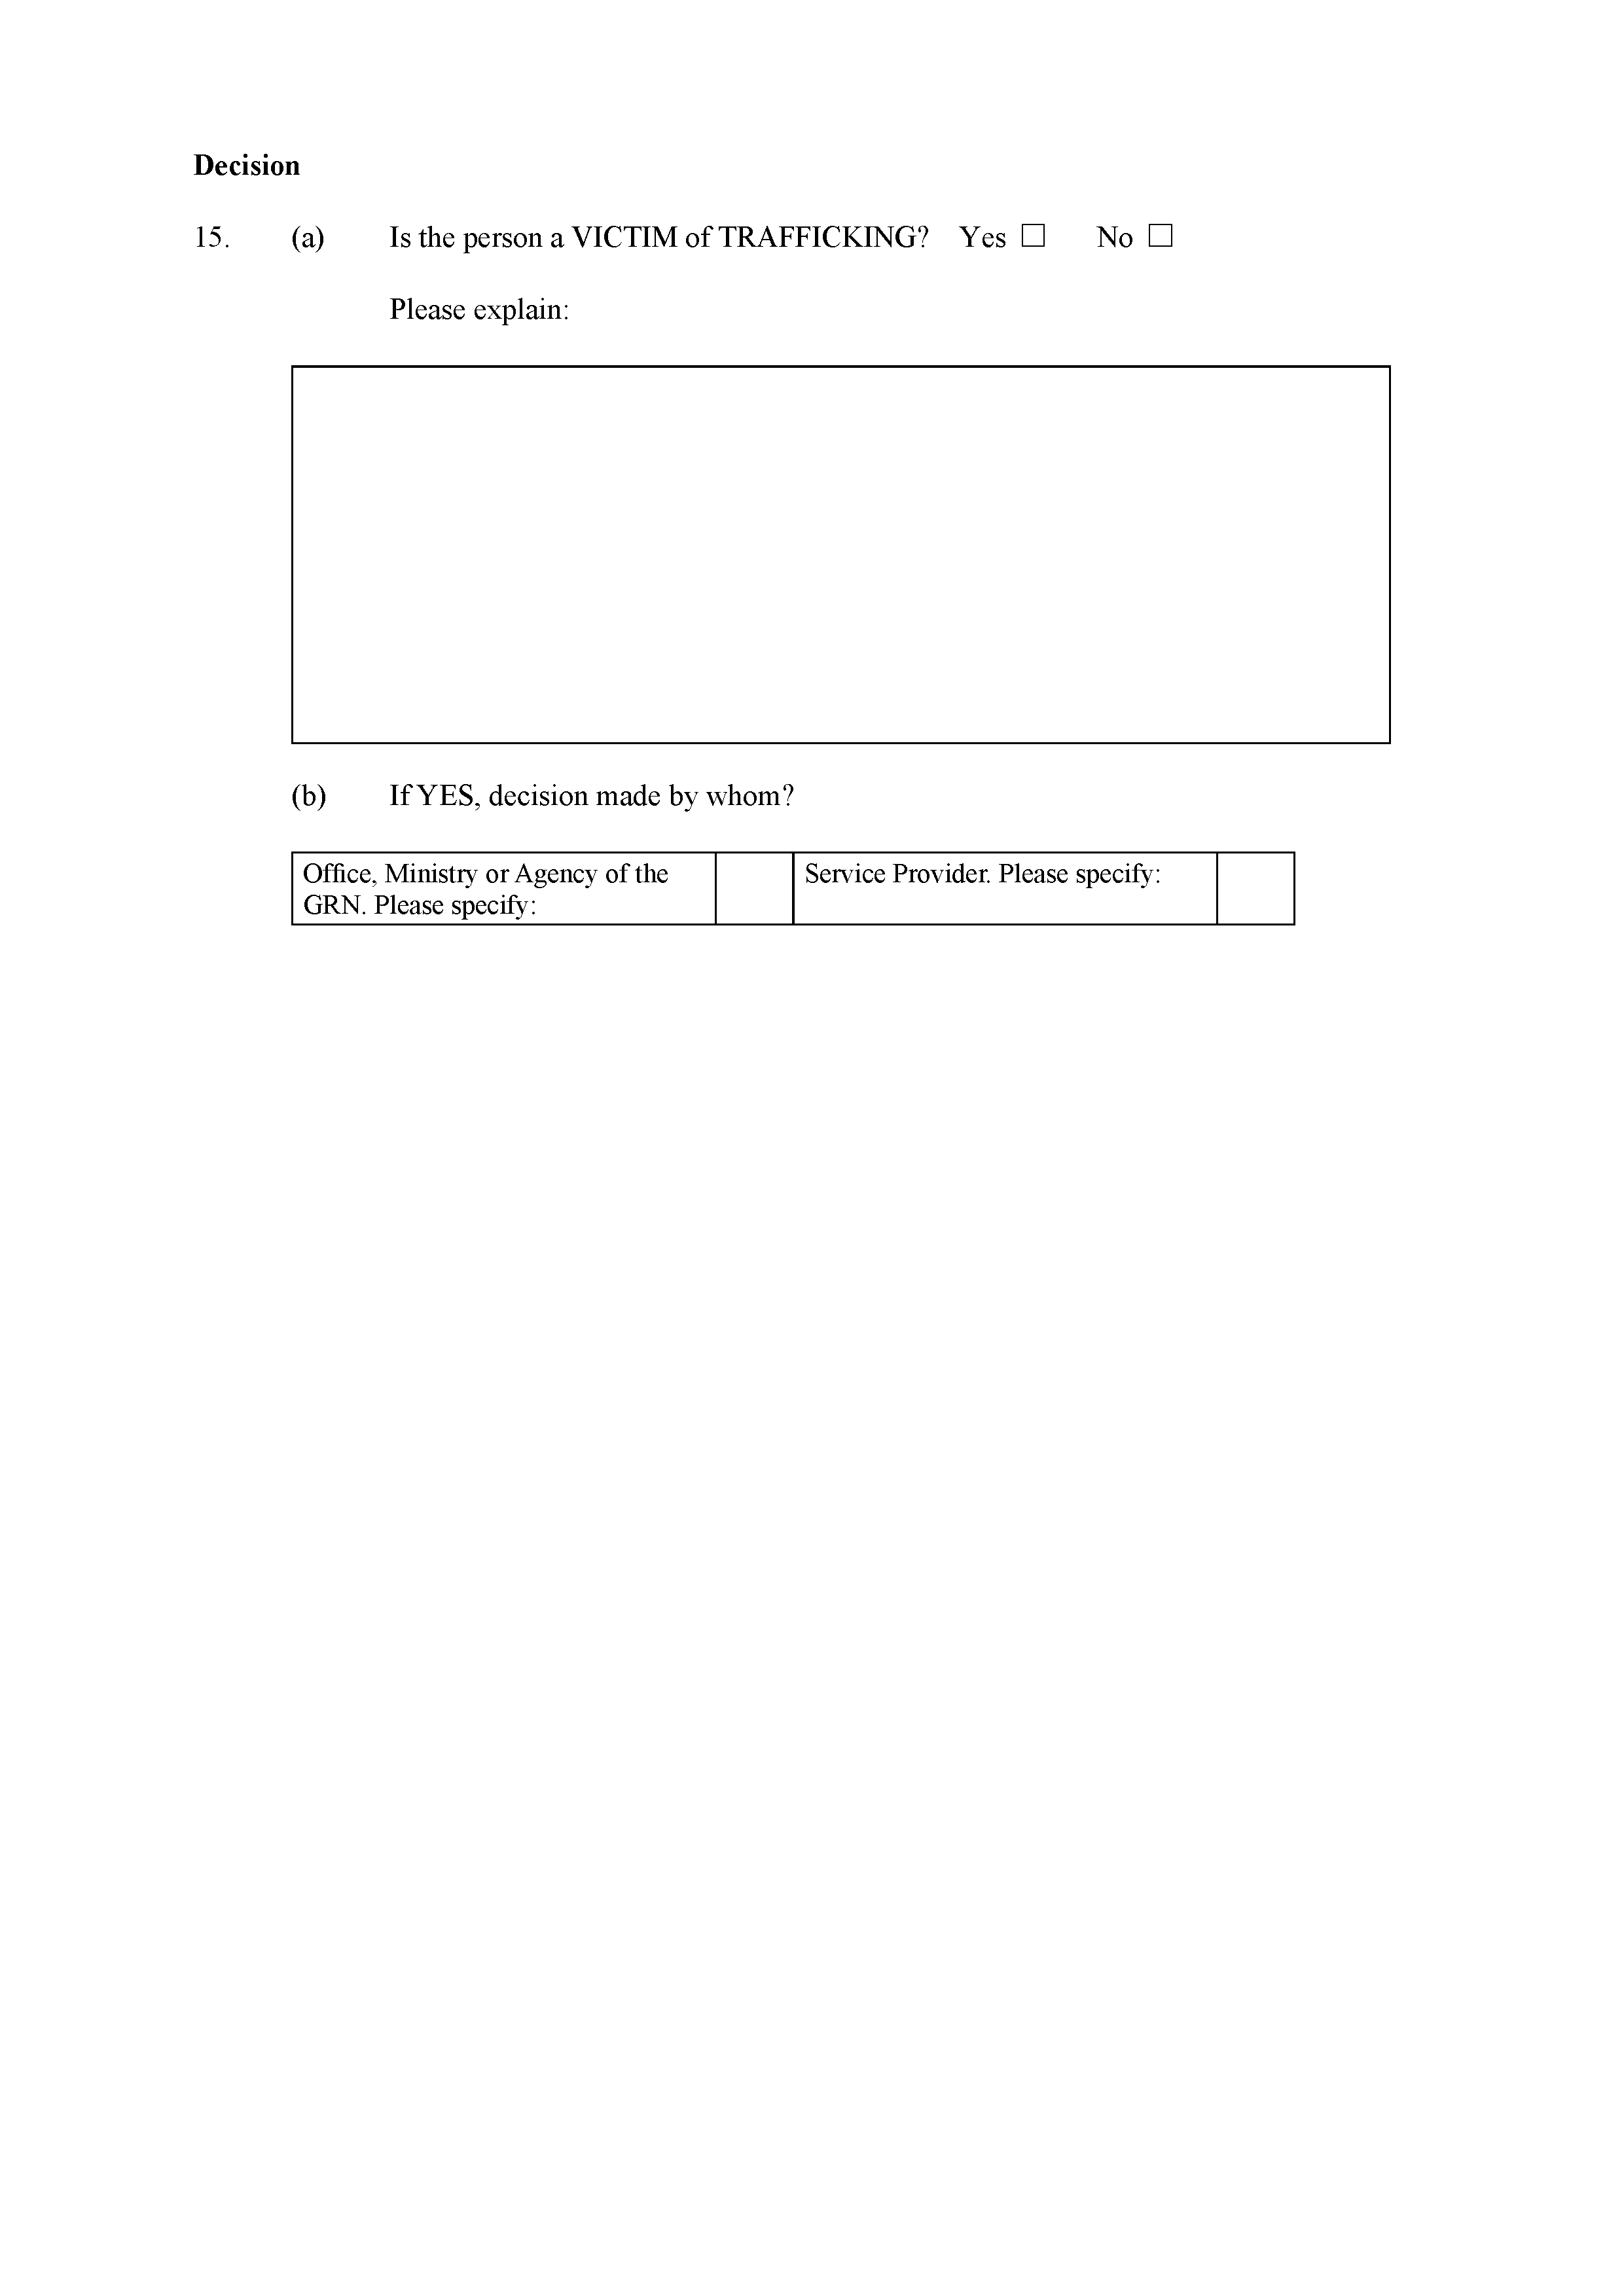 Decision
15. (a) Is the person a VICTIM of TRAFFICKING? Yes ☐ No ☐
Please explain:
(b) If YES, decision made by whom?
Office, Ministry or Agency of the Service Provider. Please specify:
GRN. Please specify: